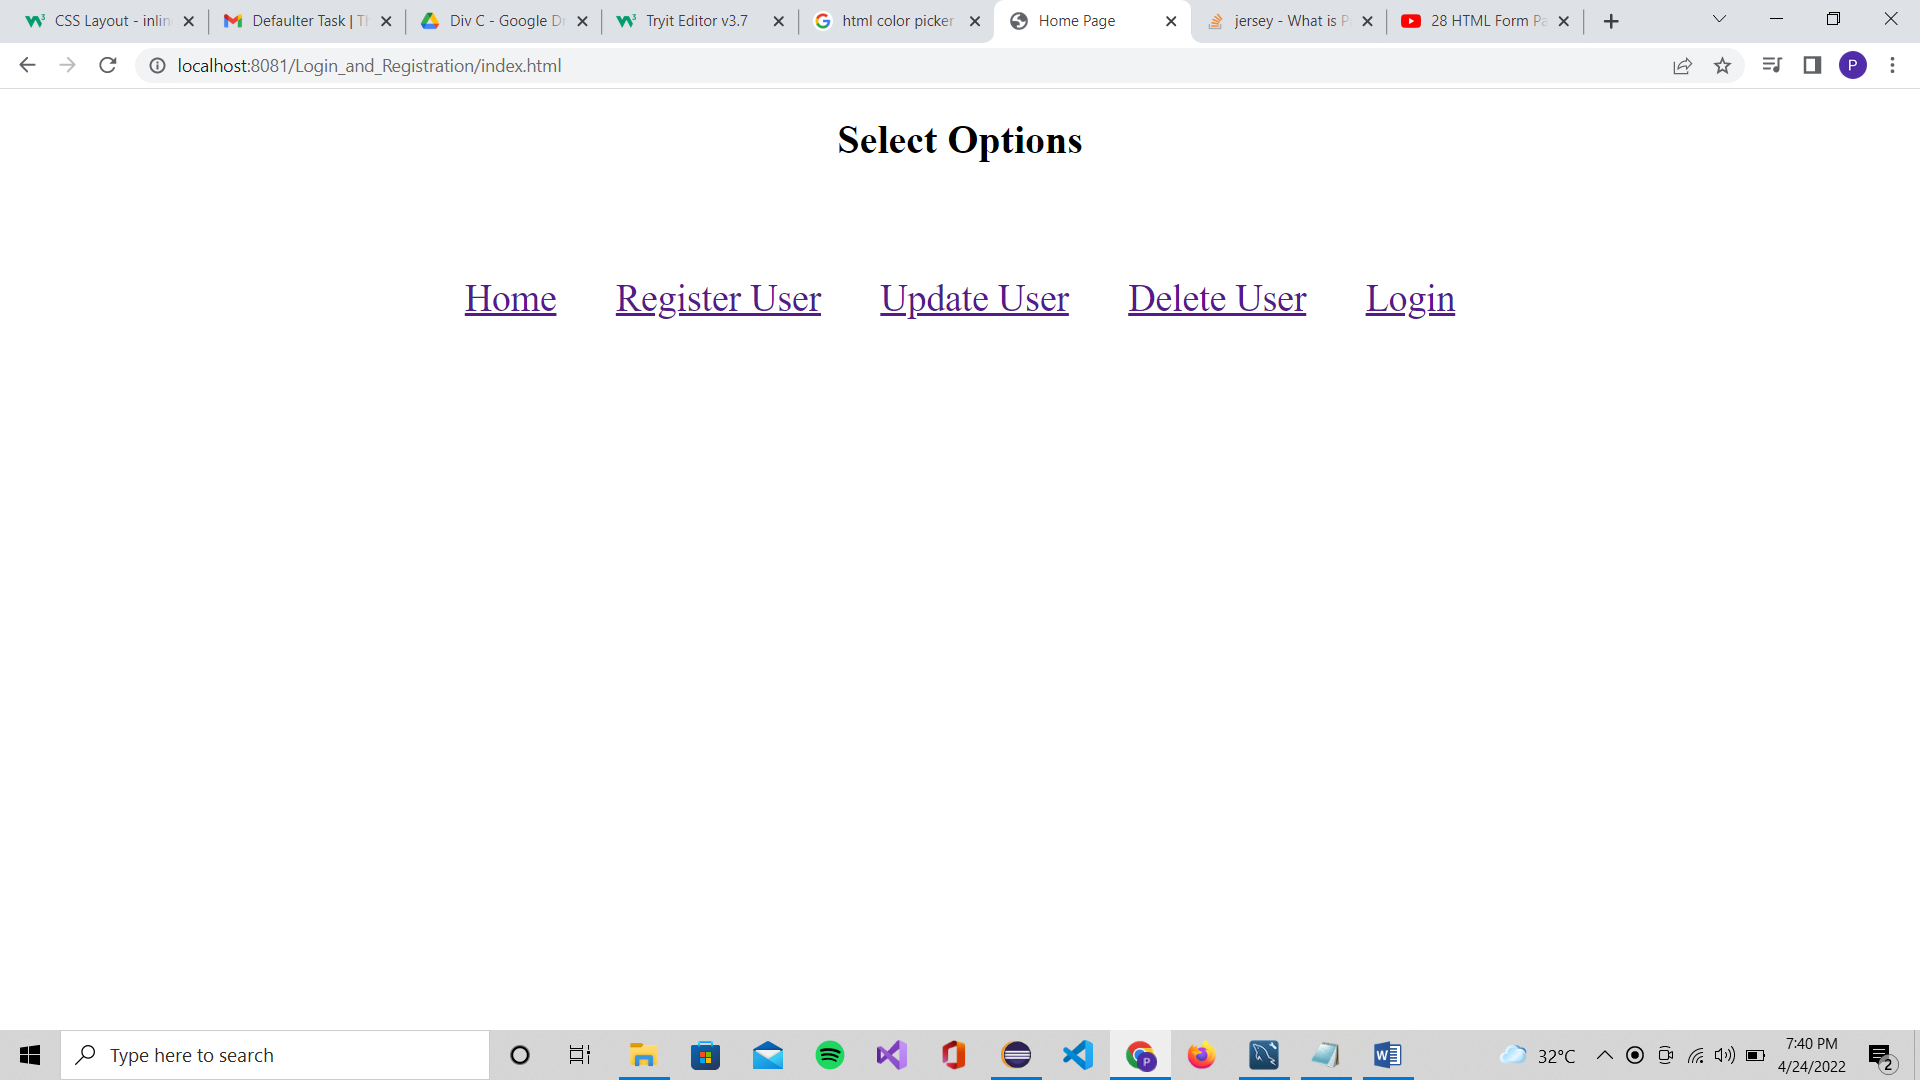 CSS Layout - inlin
Defaulter Task | Th
Div C - Google Dr
Tryit Editor v3.7
html color picker
Home Page
jersey - What is P
28 HTML Form Pa
localhost:8081/Login_and_Registration/index.html
P
Select Options
Home Register User Update User Delete User Login
Type here to search
32°C
7:40 PM
4/24/2022
2